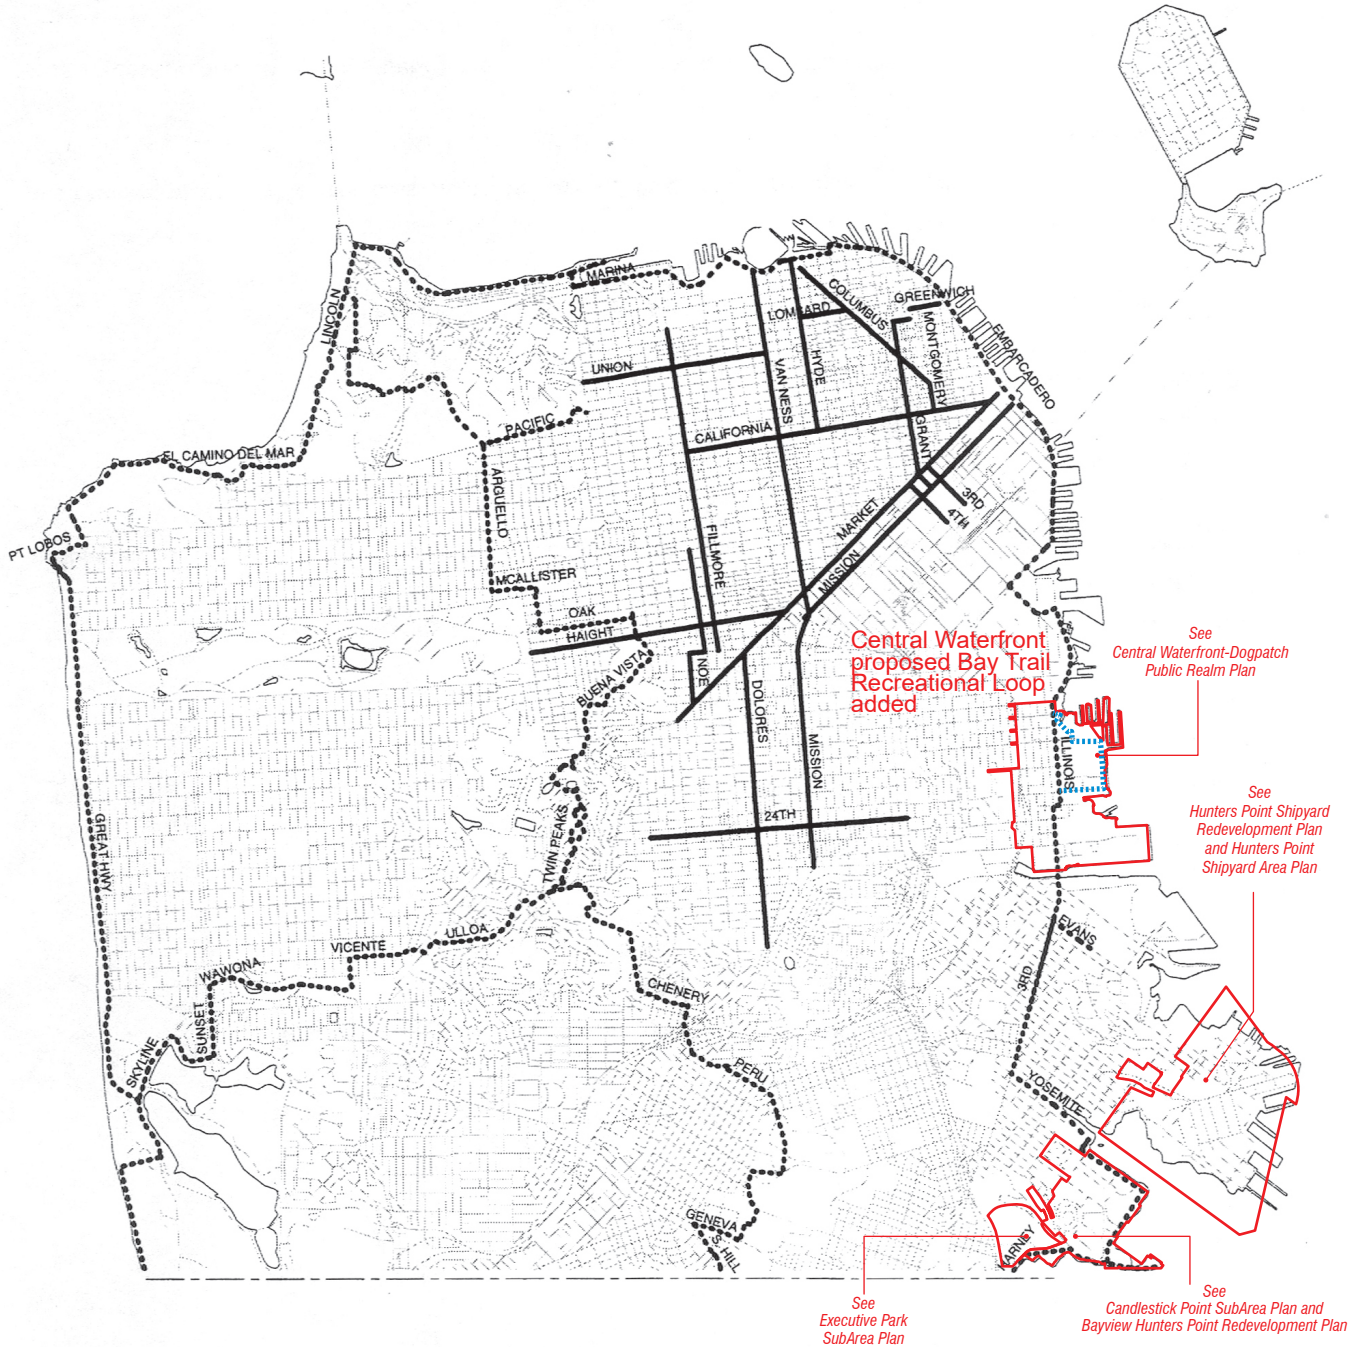 MARINA
LINCOLN
LOMBARD
COLUMBUS
GREENWICH
MONTGOMERY
EMBARCADERO
UNION
VAN NESS
HYDE
PACIFIC
CALIFORNIA
GRANT
EL CAMINO DEL MAR
ARGUELLO
3RD
4TH
MARKET
PT LOBOS
FILLMORE
MISSION
MCALLISTER
OAK
HAIGHT
Central Waterfront
proposed Bay Trail
Recreational Loop
added
See
Central Waterfront-Dogpatch
Public Realm Plan
BUENA VISTA
NOE
DOLORES
MISSION
ILLINOIS
See
Hunters Point Shipyard
Redevelopment Plan
and Hunters Point
Shipyard Area Plan
24TH
GREAT HWY
TWIN PEAKS
EVANS
ULLOA
VICENTE
WAWONA
3RD
CHENERY
SUNSET
SKYLINE
PERU
YOSEMITE
GENEVA
S. HILL
HARNEY
See
Executive Park
SubArea Plan
See
Candlestick Point SubArea Plan and
Bayview Hunters Point Redevelopment Plan